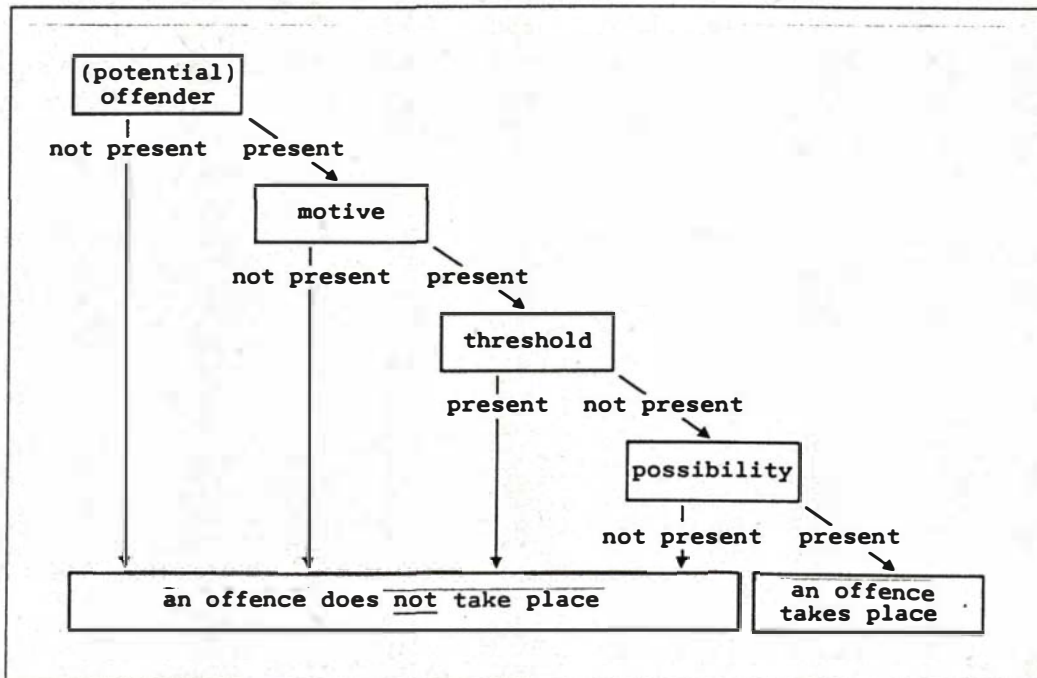 (potential)
offender
not present present
motive
not present present
threshold
present not present
possibility
not present present
an offence does not take place
an offence
takes place